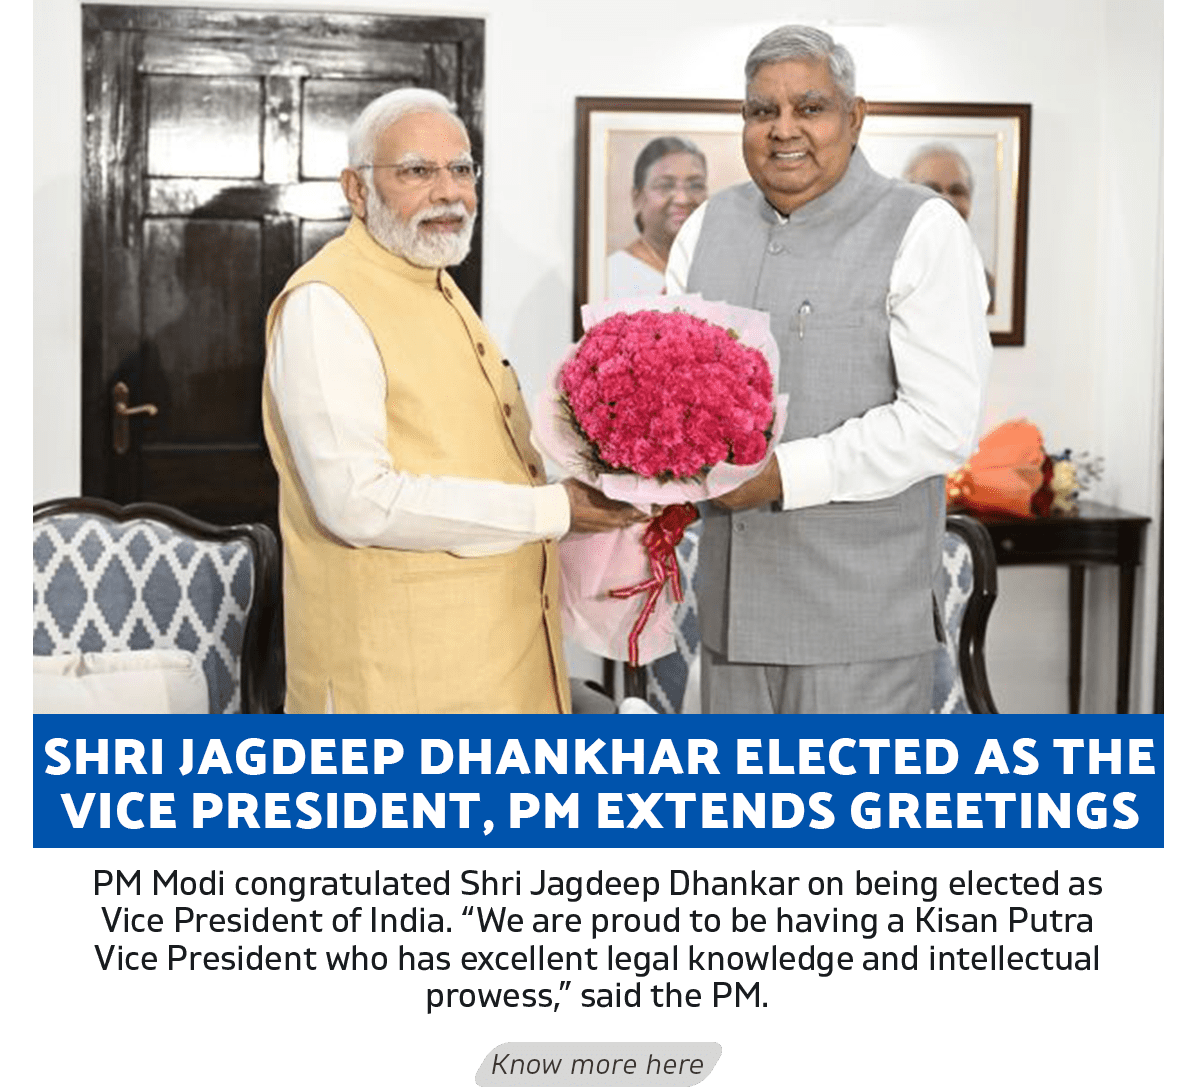 SHRI JAGDEEP DHANKHAR ELECTED AS THE
VICE PRESIDENT, PM EXTENDS GREETINGS
PM Modi congratulated Shri Jagdeep Dhankar on being elected as
Vice President of India. “We are proud to be having a Kisan Putra
Vice President who has excellent legal knowledge and intellectual
prowess,” said the PM.
Know more here